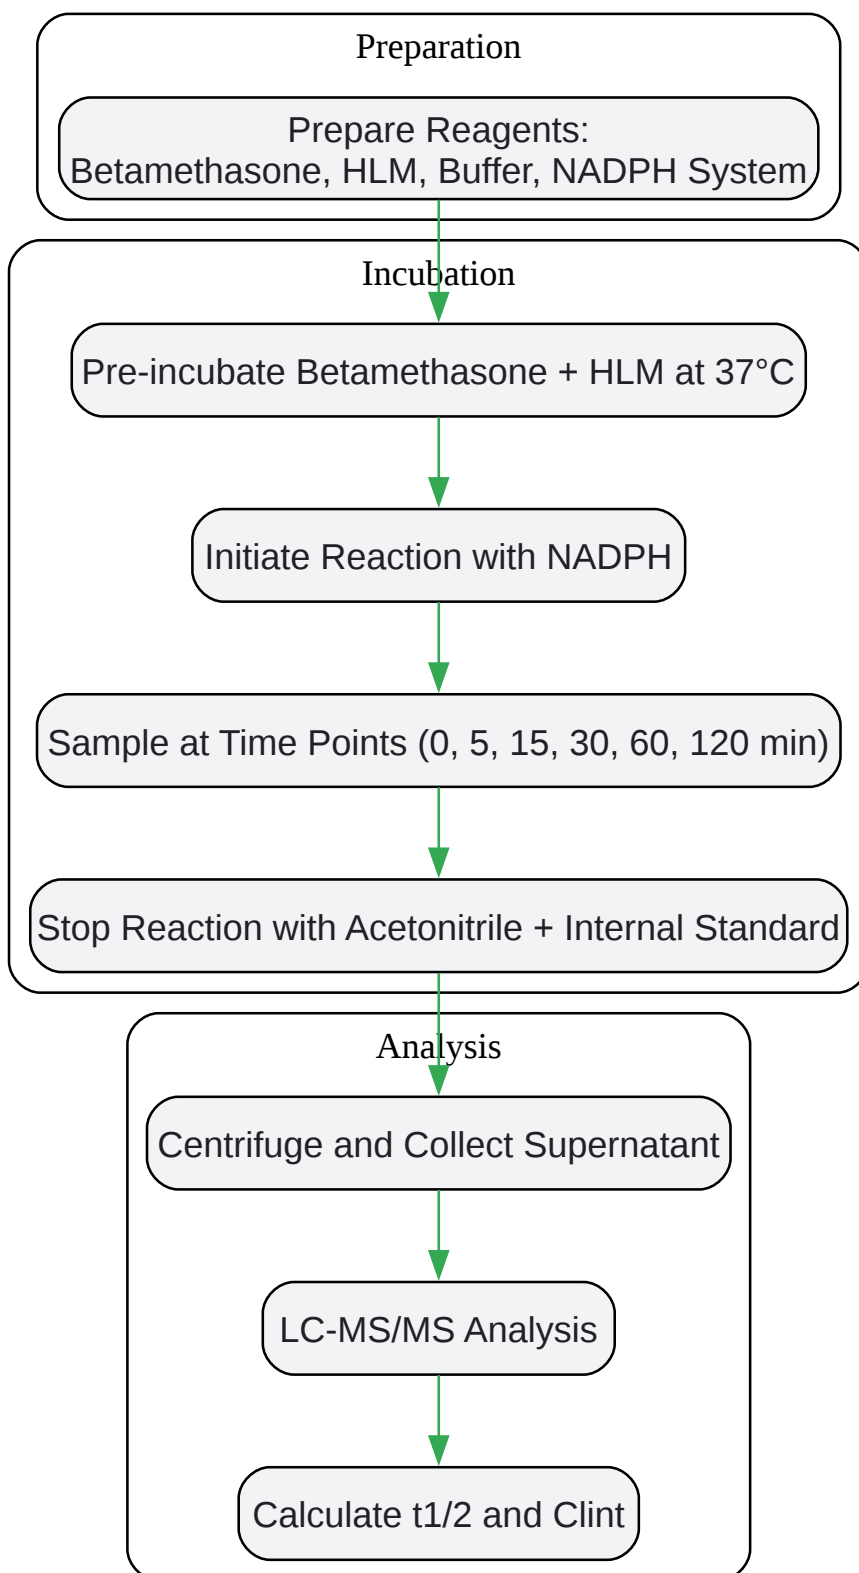 Preparation
Prepare Reagents:
Betamethasone, HLM, Buffer, NADPH System
Incubation
Pre-incubate Betamethasone + HLM at 37°C
Initiate Reaction with NADPH
Sample at Time Points (0, 5, 15, 30, 60, 120 min)
Stop Reaction with Acetonitrile + Internal Standard
Analysis
Centrifuge and Collect Supernatant
LC-MS/MS Analysis
Calculate t1/2 and Clint